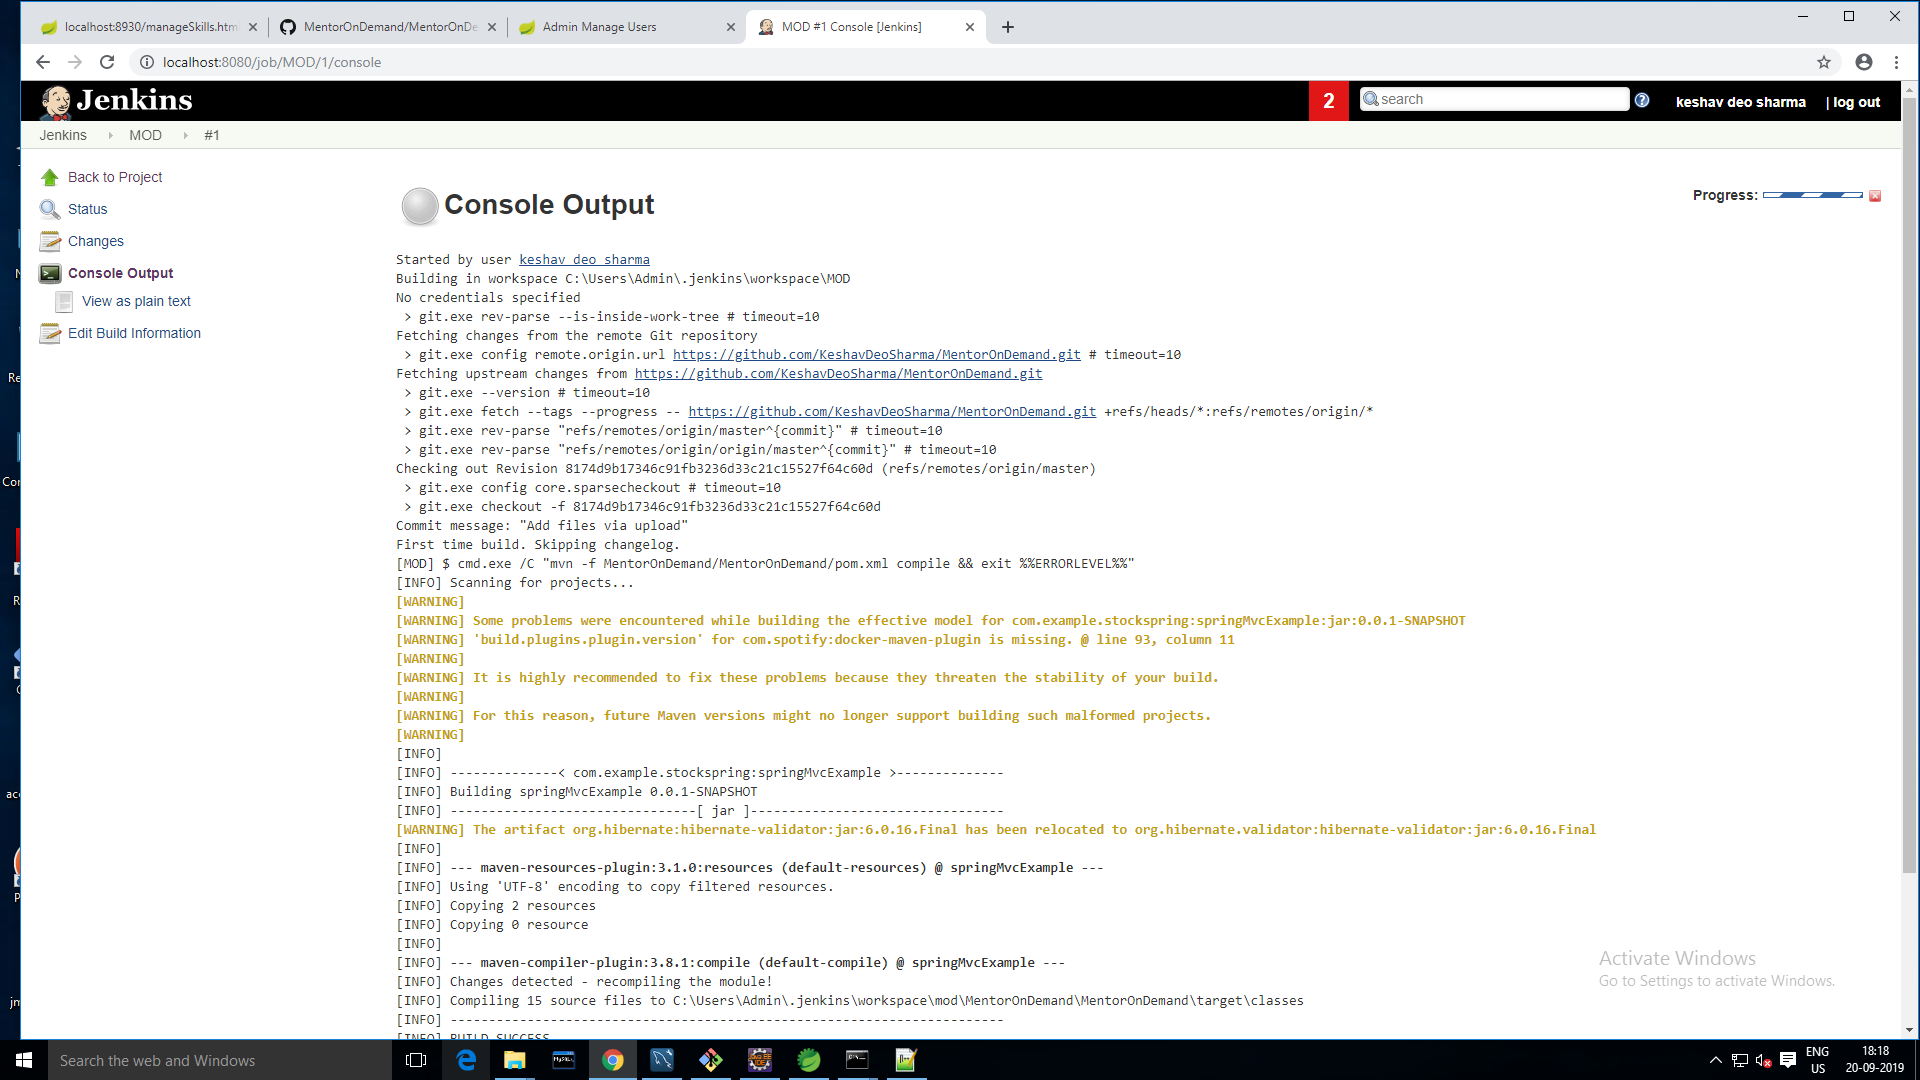 localhost:8930/manageSkills.htm
MentorOnDemand/MentorOnDe
Admin Manage Users
MOD #1 Console [Jenkins]
localhost:8080/job/MOD/1/console
Jenkins
2
search
keshav deo sharma
| log out
Jenkins
MOD
#1
Back to Project
Status
Changes
Console Output
View as plain text
Edit Build Information
Console Output
Progress:
Started by user keshav deo sharma
Building in workspace C:\Users\Admin\.jenkins\workspace\MOD
No credentials specified
> git.exe rev-parse --is-inside-work-tree # timeout=10
Fetching changes from the remote Git repository
> git.exe config remote.origin.url https://github.com/KeshavDeoSharma/MentorOnDemand.git # timeout=10
Fetching upstream changes from https://github.com/KeshavDeoSharma/MentorOnDemand.git
> git.exe --version # timeout=10
> git.exe fetch --tags --progress -- https://github.com/KeshavDeoSharma/MentorOnDemand.git +refs/heads/*:refs/remotes/origin/*
> git.exe rev-parse "refs/remotes/origin/master^{commit}" # timeout=10
> git.exe rev-parse "refs/remotes/origin/origin/master^{commit}" # timeout=10
Checking out Revision 8174d9b17346c91fb3236d33c21c15527f64c60d (refs/remotes/origin/master)
> git.exe config core.sparsecheckout # timeout=10
> git.exe checkout -f 8174d9b17346c91fb3236d33c21c15527f64c60d
Commit message: "Add files via upload"
First time build. Skipping changelog.
[MOD] $ cmd.exe /C "mvn -f MentorOnDemand/MentorOnDemand/pom.xml compile && exit %%ERRORLEVEL%%"
[INFO] Scanning for projects...
[WARNING]
[WARNING] Some problems were encountered while building the effective model for com.example.stockspring:springMvcExample:jar:0.0.1-SNAPSHOT
[WARNING] 'build.plugins.plugin.version' for com.spotify:docker-maven-plugin is missing. @ line 93, column 11
[WARNING]
[WARNING] It is highly recommended to fix these problems because they threaten the stability of your build.
[WARNING]
[WARNING] For this reason, future Maven versions might no longer support building such malformed projects.
[WARNING]
[INFO]
[INFO] --------------< com.example.stockspring:springMvcExample >--------------
[INFO] Building springMvcExample 0.0.1-SNAPSHOT
[INFO] --------------------------------[ jar ]---------------------------------
[WARNING] The artifact org.hibernate:hibernate-validator:jar:6.0.16.Final has been relocated to org.hibernate.validator:hibernate-validator:jar:6.0.16.Final
[INFO]
[INFO] --- maven-resources-plugin:3.1.0:resources (default-resources) @ springMvcExample ---
[INFO] Using 'UTF-8' encoding to copy filtered resources.
[INFO] Copying 2 resources
[INFO] Copying 0 resource
[INFO]
[INFO] --- maven-compiler-plugin:3.8.1:compile (default-compile) @ springMvcExample ---
[INFO] Changes detected - recompiling the module!
[INFO] Compiling 15 source files to C:\Users\Admin\.jenkins\workspace\mod\MentorOnDemand\MentorOnDemand\target\classes
[INFO] ------------------------------------------------------------------------
[INFO] BUILD SUCCESS
Activate Windows
Go to Settings to activate Windows.
Search the web and Windows
ENG
US
18:18
20-09-2019